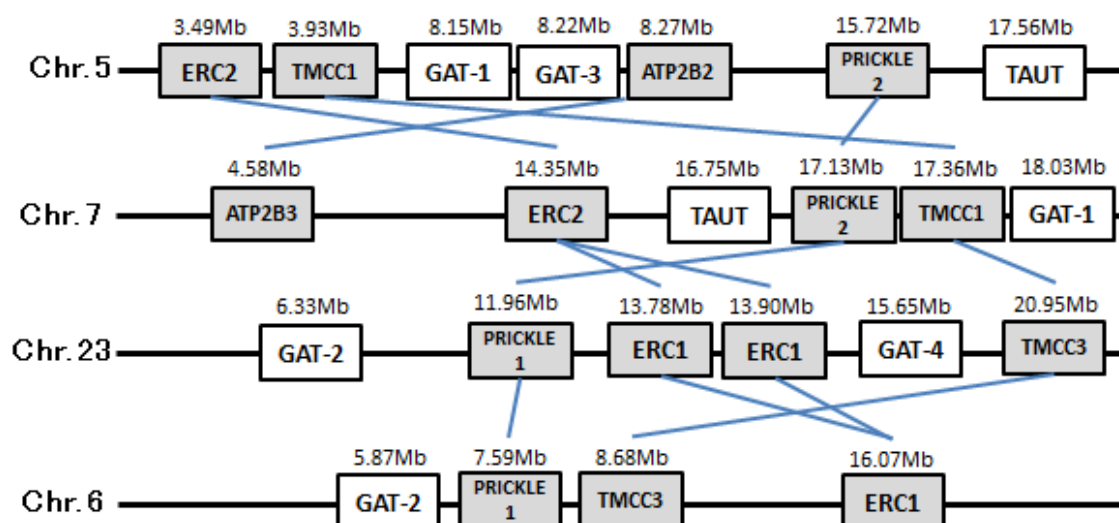 3.49Mb 3.93Mb 8.15Mb 8.22Mb 8.27Mb 15.72Mb 17.56Mb
Chr. 5 ERC2 TMCC1 GAT-1 GAT-3 ATP2B2 PRICKLE 2 TAUT
4.58Mb 14.35Mb 16.75Mb 17.13Mb 17.36Mb 18.03Mb
Chr. 7 ATP2B3 ERC2 TAUT PRICKLE 2 TMCC1 GAT-1
6.33Mb 11.96Mb 13.78Mb 13.90Mb 15.65Mb 20.95Mb
Chr. 23 GAT-2 PRICKLE 1 ERC1 ERC1 GAT-4 TMCC3
5.87Mb 7.59Mb 8.68Mb 16.07Mb
Chr. 6 GAT-2 PRICKLE 1 TMCC3 ERC1